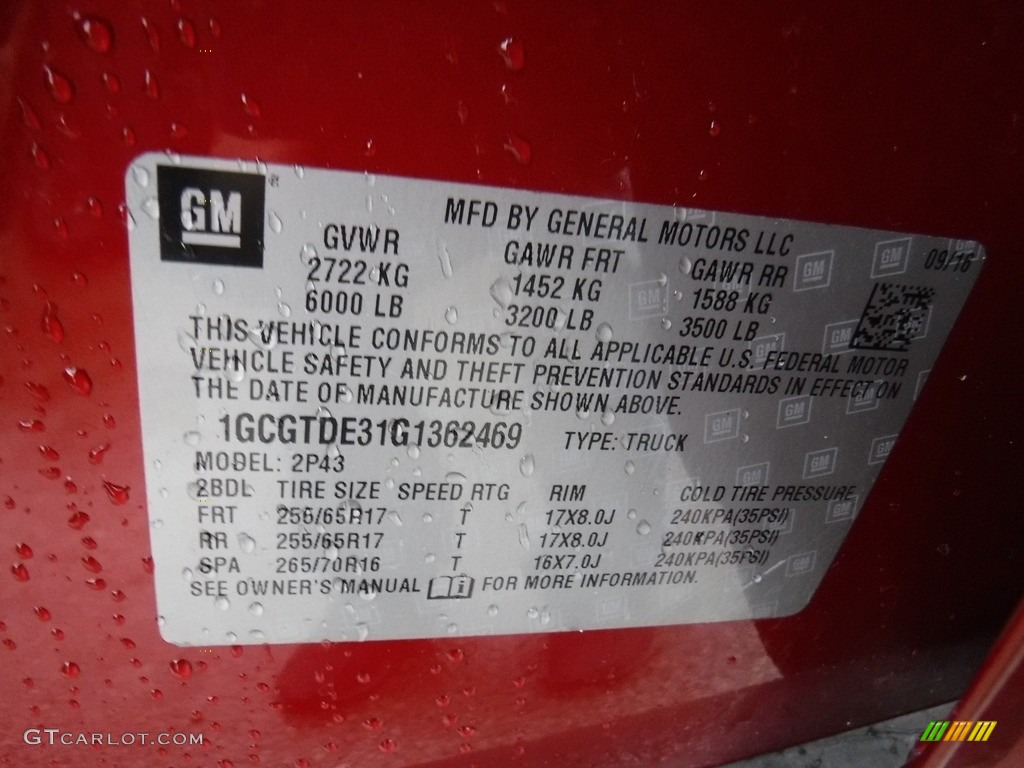 GM
MFD BY GENERAL MOTORS LLC
09/16
GVWR GAWR FRT GAWR RR
2722 KG 1452 KG 1588 KG
6000 LB 3200 LB 3500 LB
THIS VEHICLE CONFORMS TO ALL APPLICABLE U.S. FEDERAL MOTOR
VEHICLE SAFETY AND THEFT PREVENTION STANDARDS IN EFFECT ON
THE DATE OF MANUFACTURE SHOWN ABOVE.
1GCGTDE31G1362469 TYPE: TRUCK
MODEL: 2P43
2BDL TIRE SIZE SPEED RTG RIM COLD TIRE PRESSURE
FRT 255/65R17 T 17X8.0J 240KPA(35PSI)
RR 255/65R17 T 17X8.0J 240KPA(35PSI)
SPA 265/70R16 T 16X7.0J 240KPA(35PSI)
SEE OWNER'S MANUAL i FOR MORE INFORMATION.
GTCARLOT.COM